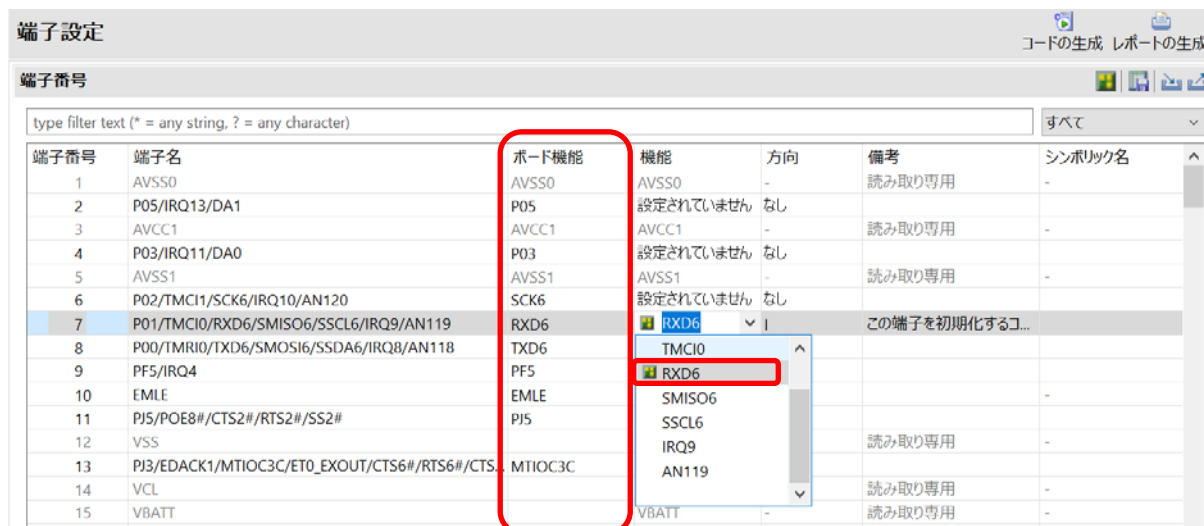 端子設定
コードの生成 レポートの生成
端子番号
type filter text (* = any string, ? = any character) すべて
端子番号 端子名 ボード機能 機能 方向 備考 シンボリック名
1 AVSS0 AVSS0 AVSS0 - 読み取り専用 -
2 P05/IRQ13/DA1 P05 設定されていません なし
3 AVCC1 AVCC1 AVCC1 - 読み取り専用 -
4 P03/IRQ11/DA0 P03 設定されていません なし
5 AVSS1 AVSS1 AVSS1 - 読み取り専用 -
6 P02/TMCI1/SCK6/IRQ10/AN120 SCK6 設定されていません なし
7 P01/TMCI0/RXD6/SMISO6/SSCL6/IRQ9/AN119 RXD6 RXD6 I この端子を初期化するコ...
8 P00/TMRI0/TXD6/SMOSI6/SSDA6/IRQ8/AN118 TXD6 TMCI0
9 PF5/IRQ4 PF5 RXD6
10 EMLE EMLE SMISO6 -
11 PJ5/POE8#/CTS2#/RTS2#/SS2# PJ5 SSCL6
12 VSS IRQ9 読み取り専用 -
13 PJ3/EDACK1/MTIOC3C/ET0_EXOUT/CTS6#/RTS6#/CTS... MTIOC3C AN119
14 VCL 読み取り専用 -
15 VBATT VBATT - 読み取り専用 -